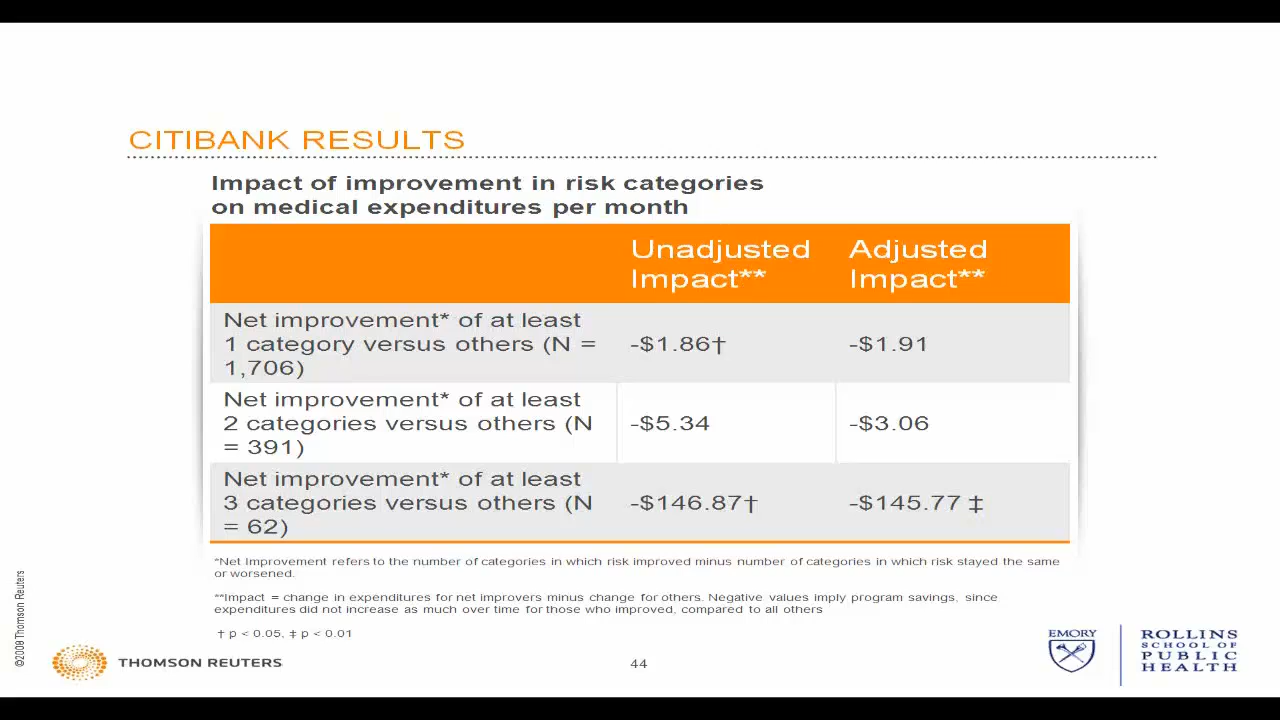 CITIBANK RESULTS
Impact of improvement in risk categories
on medical expenditures per month
Unadjusted
Impact**
Adjusted
Impact**
Net improvement* of at least
1 category versus others (N =
1,706)
-$1.86†
-$1.91
Net improvement* of at least
2 categories versus others (N
= 391)
-$5.34
-$3.06
Net improvement* of at least
3 categories versus others (N
= 62)
-$146.87†
-$145.77 ‡
*Net Improvement refers to the number of categories in which risk improved minus number of categories in which risk stayed the same
or worsened.
**Impact = change in expenditures for net improvers minus change for others. Negative values imply program savings, since
expenditures did not increase as much over time for those who improved, compared to all others
† p < 0.05, ‡ p < 0.01
©2009 Thomson Reuters
THOMSON REUTERS
44
EMORY
ROLLINS
SCHOOL OF
PUBLIC
HEALTH